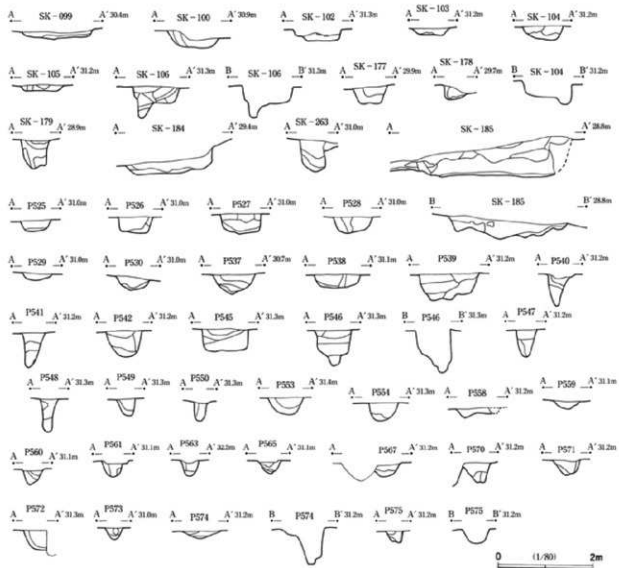 SK-099 SK-100 SK-102 SK-103 SK-104
A A' 30.4m A A' 30.9m A A' 31.3m A A' 31.2m A A' 31.2m
SK-105 SK-106 SK-106 SK-177 SK-178 SK-104
A A' 31.2m A A' 31.3m B B' 31.3m A A' 29.9m A A' 29.7m B B' 31.2m
SK-179 SK-184 SK-263 SK-185
A A' 28.9m A A' 29.4m A A' 31.0m A A' 28.8m
P525 P526 P527 P528 SK-185
A A' 31.0m A A' 31.0m A A' 31.0m A A' 31.0m B B' 28.8m
P529 P530 P537 P538 P539 P540
A A' A A' 31.0m A A' 30.7m A A' 31.1m A A' 31.2m A A' 31.2m
P541 P542 P545 P546 P546 P547
A A' 31.2m A A' 31.2m A A' 31.3m A A' 31.3m B B' 31.3m A A' 31.2m
P548 P549 P550 P553 P554 P558 P559
A A' 31.3m A A' 31.3m A A' 31.3m A A' 31.4m A A' 31.3m A A' 31.2m A A' 31.1m
P560 P561 P563 P565 P567 P570 P571
A A' 31.1m A A' 31.1m A A' A A' 31.1m A A' 31.2m A A' 31.2m A A' 31.2m
P572 P573 P574 P574 P575 P575
A A' 31.3m A A' 31.0m A A' 31.2m B B' 31.2m A A' 31.2m B B' 31.2m
0 (1/80) 2m